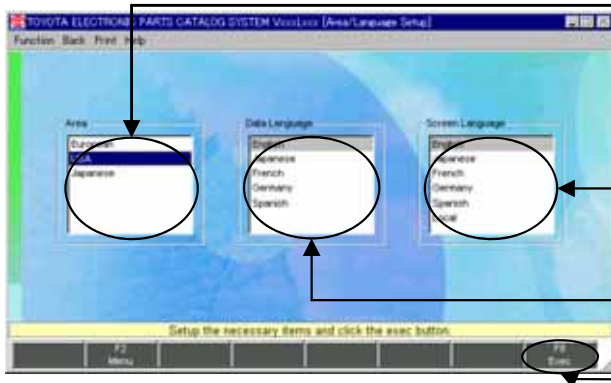 TOYOTA ELECTRONIC PARTS CATALOG SYSTEM VxxxLxxx [Area/Language Setup]
Function Back Print Help
Area
European
USA
Japanese
Data Language
English
Japanese
French
Germany
Spanish
Screen Language
English
Japanese
French
Germany
Spanish
Local
Setup the necessary items and click the exec button.
F2
Menu
Exec